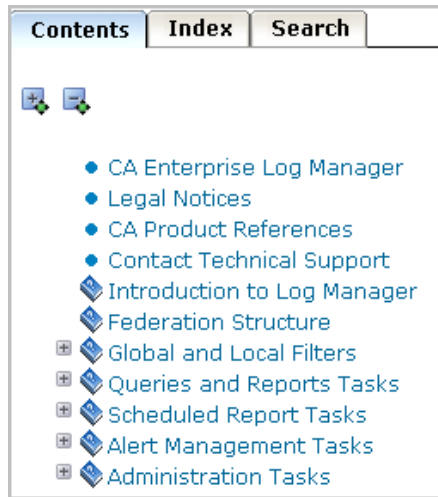 Contents Index Search
CA Enterprise Log Manager
Legal Notices
CA Product References
Contact Technical Support
Introduction to Log Manager
Federation Structure
Global and Local Filters
Queries and Reports Tasks
Scheduled Report Tasks
Alert Management Tasks
Administration Tasks